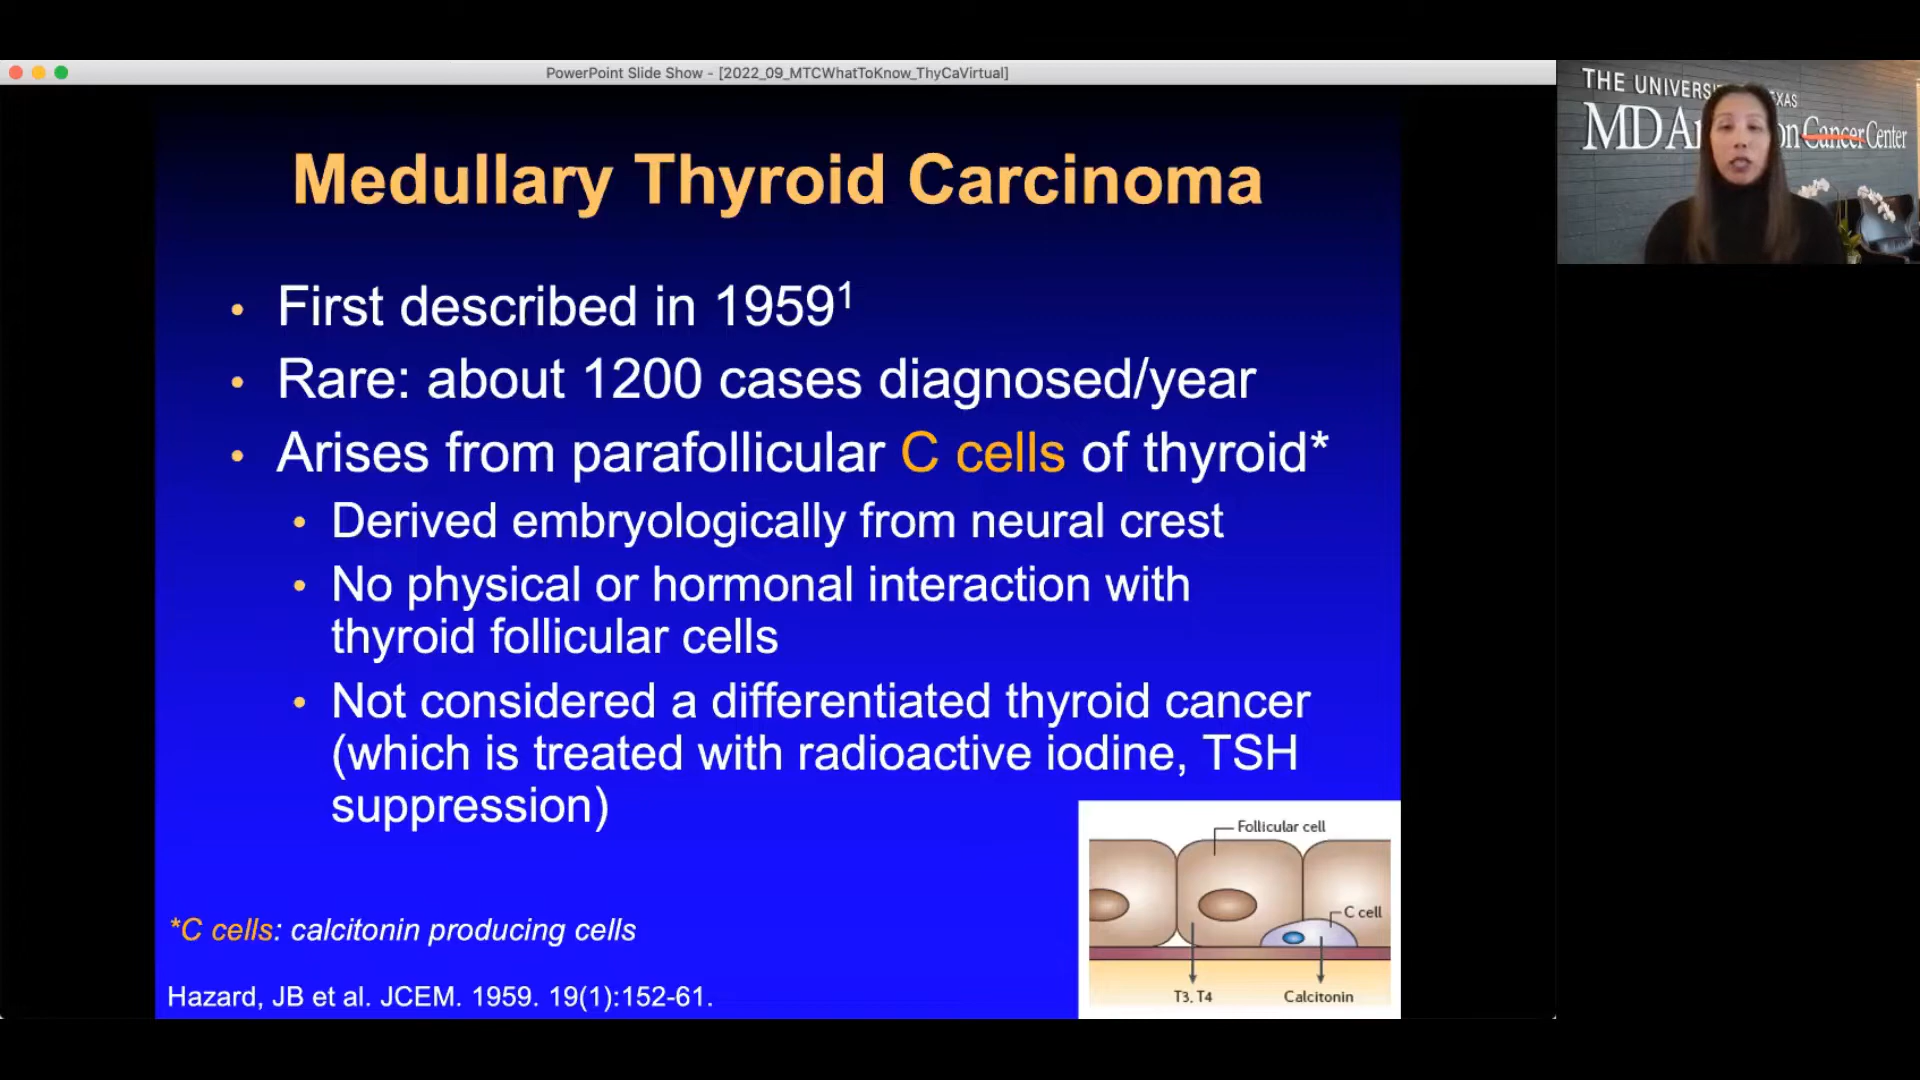 PowerPoint Slide Show - [2022_09_MTCWhatToKnow_ThyCaVirtual]
Medullary Thyroid Carcinoma
• First described in 1959¹
• Rare: about 1200 cases diagnosed/year
• Arises from parafollicular C cells of thyroid*
• Derived embryologically from neural crest
• No physical or hormonal interaction with
thyroid follicular cells
• Not considered a differentiated thyroid cancer
(which is treated with radioactive iodine, TSH
suppression)
*C cells: calcitonin producing cells
Hazard, JB et al. JCEM. 1959. 19(1):152-61.
Follicular cell
C cell
T3, T4
Calcitonin
THE
MD
Cancer Center